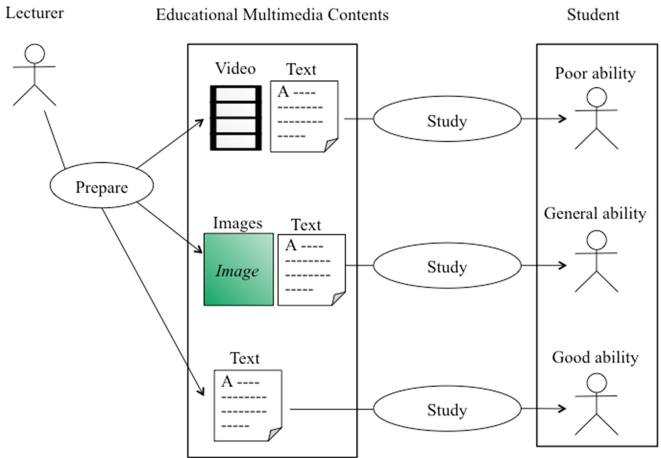 Lecturer
Educational Multimedia Contents
Student
Video
Text
A ----
Study
Poor ability
Prepare
Images
Text
Image
A ----
Study
General ability
Text
A ----
Study
Good ability